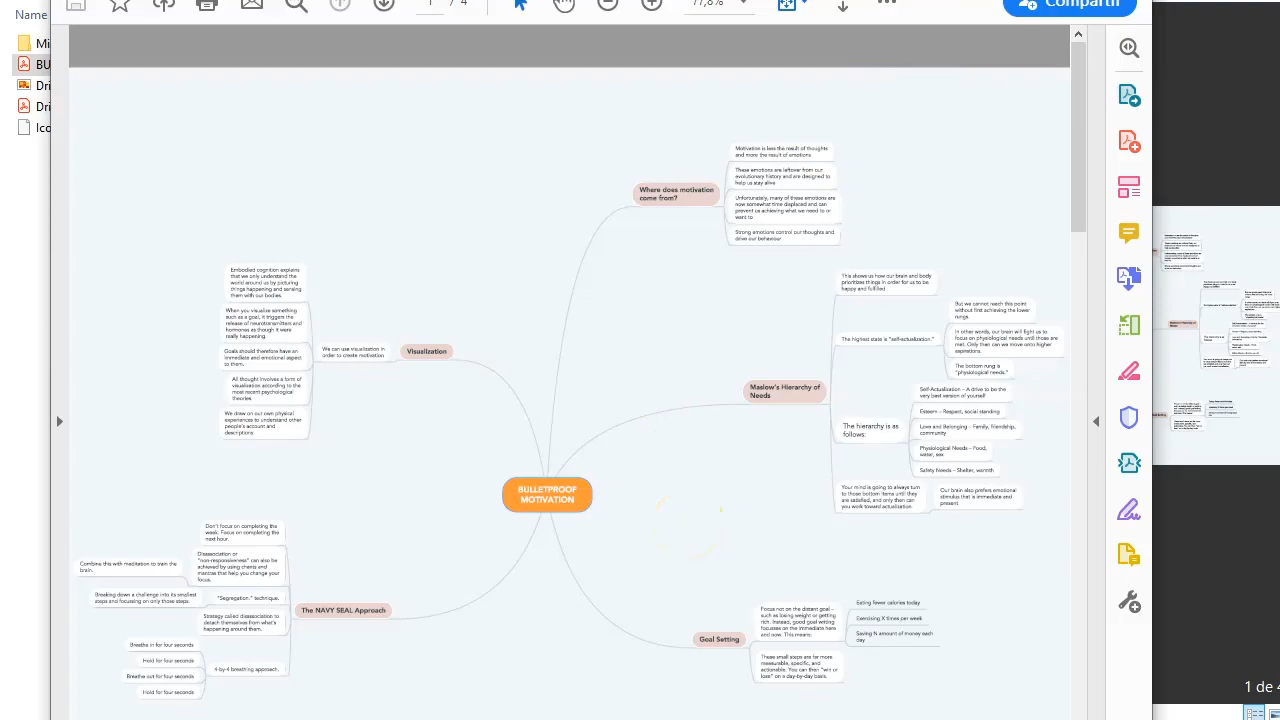 Name
1 / 4
77,8%
Compartir
Mi
BU
Dri
Dri
Ico
Motivation is less the result of thoughts
and more the result of emotions
These emotions are leftover from our
evolutionary history and are designed to
help us stay alive
Where does motivation
come from?
Unfortunately, many of these emotions are
now somewhat time displaced and can
prevent us achieving what we need to or
want to
Strong emotions control our thoughts and
drive our behaviour
Embodied cognition explains
that we only understand the
world around us by picturing
things happening and sensing
them with our bodies.
When you visualize something
such as a goal, it triggers the
release of neurotransmitters and
hormones as though it were
really happening.
Goals should therefore have an
immediate and emotional aspect
to them.
All thought involves a form of
visualization according to the
most recent psychological
theories.
We draw on our own physical
experiences to understand other
people's account and
descriptions
We can use visualization in
order to create motivation
Visualization
This shows us how our brain and body
prioritizes things in order for us to be
happy and fulfilled
But we cannot reach this point
without first achieving the lower
rungs.
The highest state is "self-actualization."
In other words, our brain will fight us to
focus on physiological needs until those are
met. Only then can we move onto higher
aspirations.
The bottom rung is
"physiological needs."
Maslow's Hierarchy of
Needs
Self-Actualization – A drive to be the
very best version of yourself
Esteem – Respect, social standing
The hierarchy is as
follows:
Love and Belonging – Family, friendship,
community
Physiological Needs – Food,
water, sex
Safety Needs – Shelter, warmth
Your mind is going to always turn
to those bottom items until they
are satisfied, and only then can
you work toward actualization
Our brain also prefers emotional
stimulus that is immediate and
present
BULLETPROOF
MOTIVATION
Don't focus on completing the
week. Focus on completing the
next hour.
Combine this with meditation to train the
brain.
Disassociation or
"non-responsiveness" can also be
achieved by using chants and
mantras that help you change your
focus.
Breaking down a challenge into its smallest
steps and focussing on only those steps.
"Segregation." technique.
The NAVY SEAL Approach
Strategy called disassociation to
detach themselves from what's
happening around them.
Breathe in for four seconds
Hold for four seconds
4-by-4 breathing approach.
Breathe out for four seconds
Hold for four seconds
Goal Setting
Focus not on the distant goal –
such as losing weight or getting
rich. Instead, good goal writing
focusses on the immediate here
and now. This means:
Eating fewer calories today
Exercising X times per week
Saving N amount of money each
day
These small steps are far more
measurable, specific, and
actionable. You can then "win or
lose" on a day-by-day basis.
1 de 4